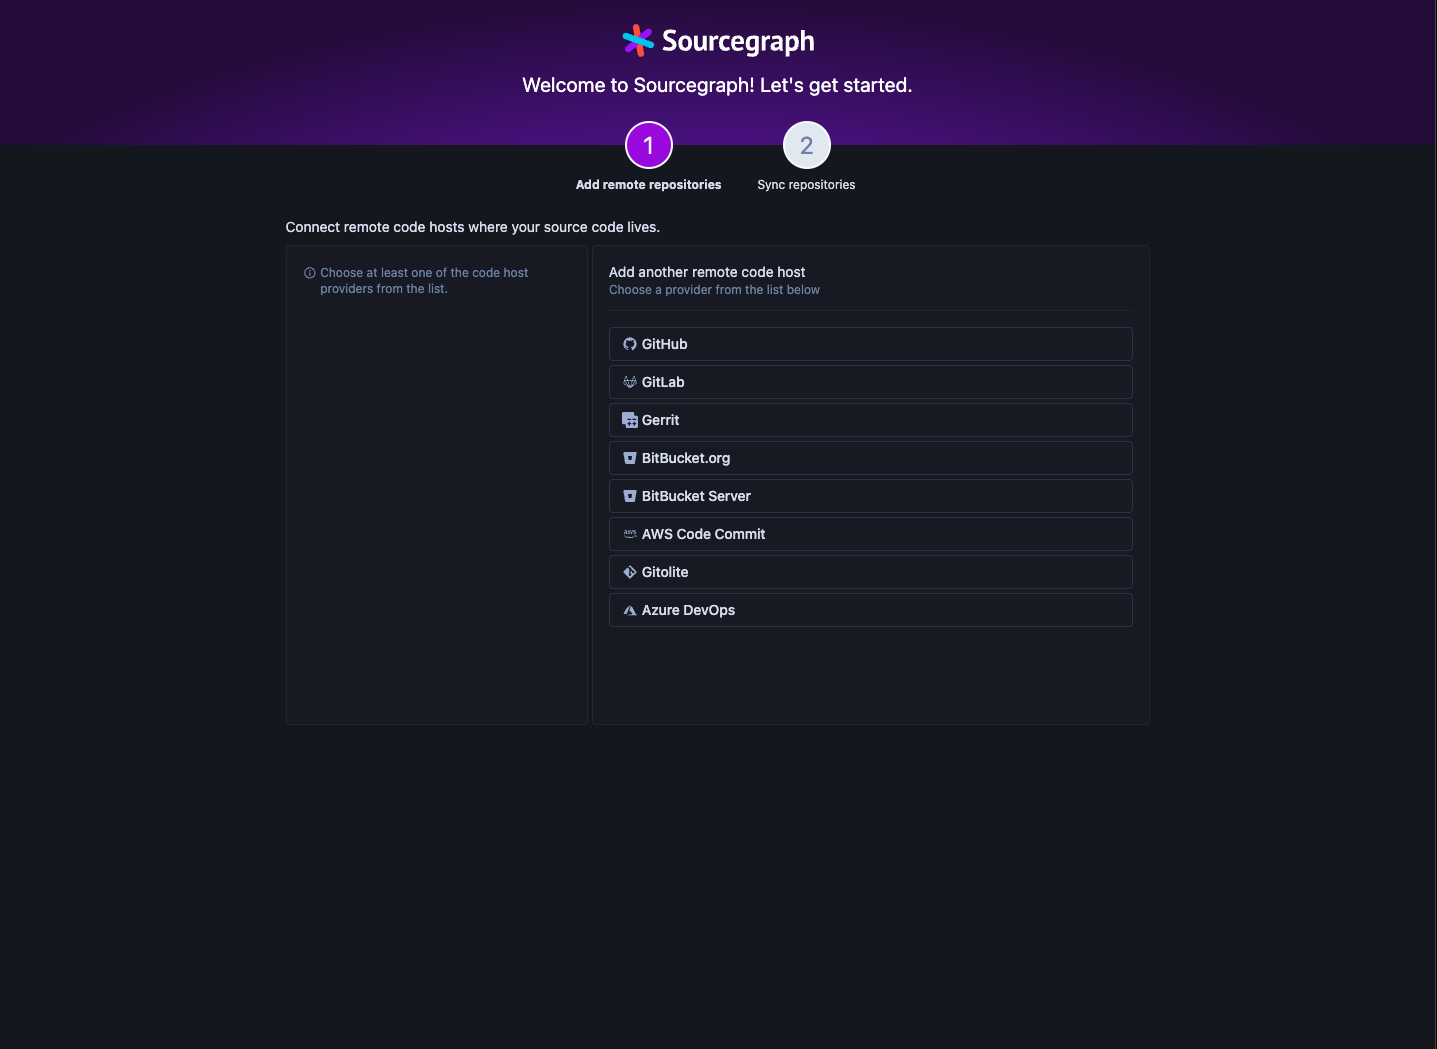 Sourcegraph
Welcome to Sourcegraph! Let's get started.
1
2
Add remote repositories
Sync repositories
Connect remote code hosts where your source code lives.
Choose at least one of the code host
providers from the list.
Add another remote code host
Choose a provider from the list below
GitHub
GitLab
Gerrit
BitBucket.org
BitBucket Server
aws AWS Code Commit
Gitolite
Azure DevOps